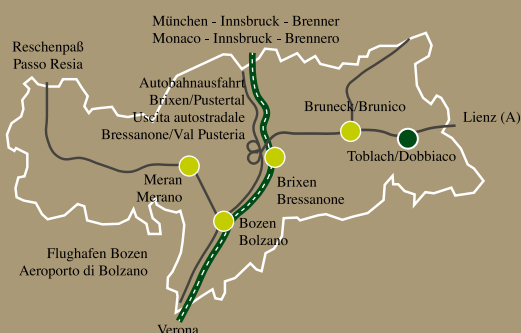 München - Innsbruck - Brenner
Monaco - Innsbruck - Brennero
Reschenpaß
Passo Resia
Autobahnausfahrt
Brixen/Pustertal
Uscita autostradale
Bressanone/Val Pusteria
Bruneck/Brunico
Lienz (A)
Toblach/Dobbiaco
Meran
Merano
Brixen
Bressanone
Bozen
Bolzano
Flughafen Bozen
Aeroporto di Bolzano
Verona